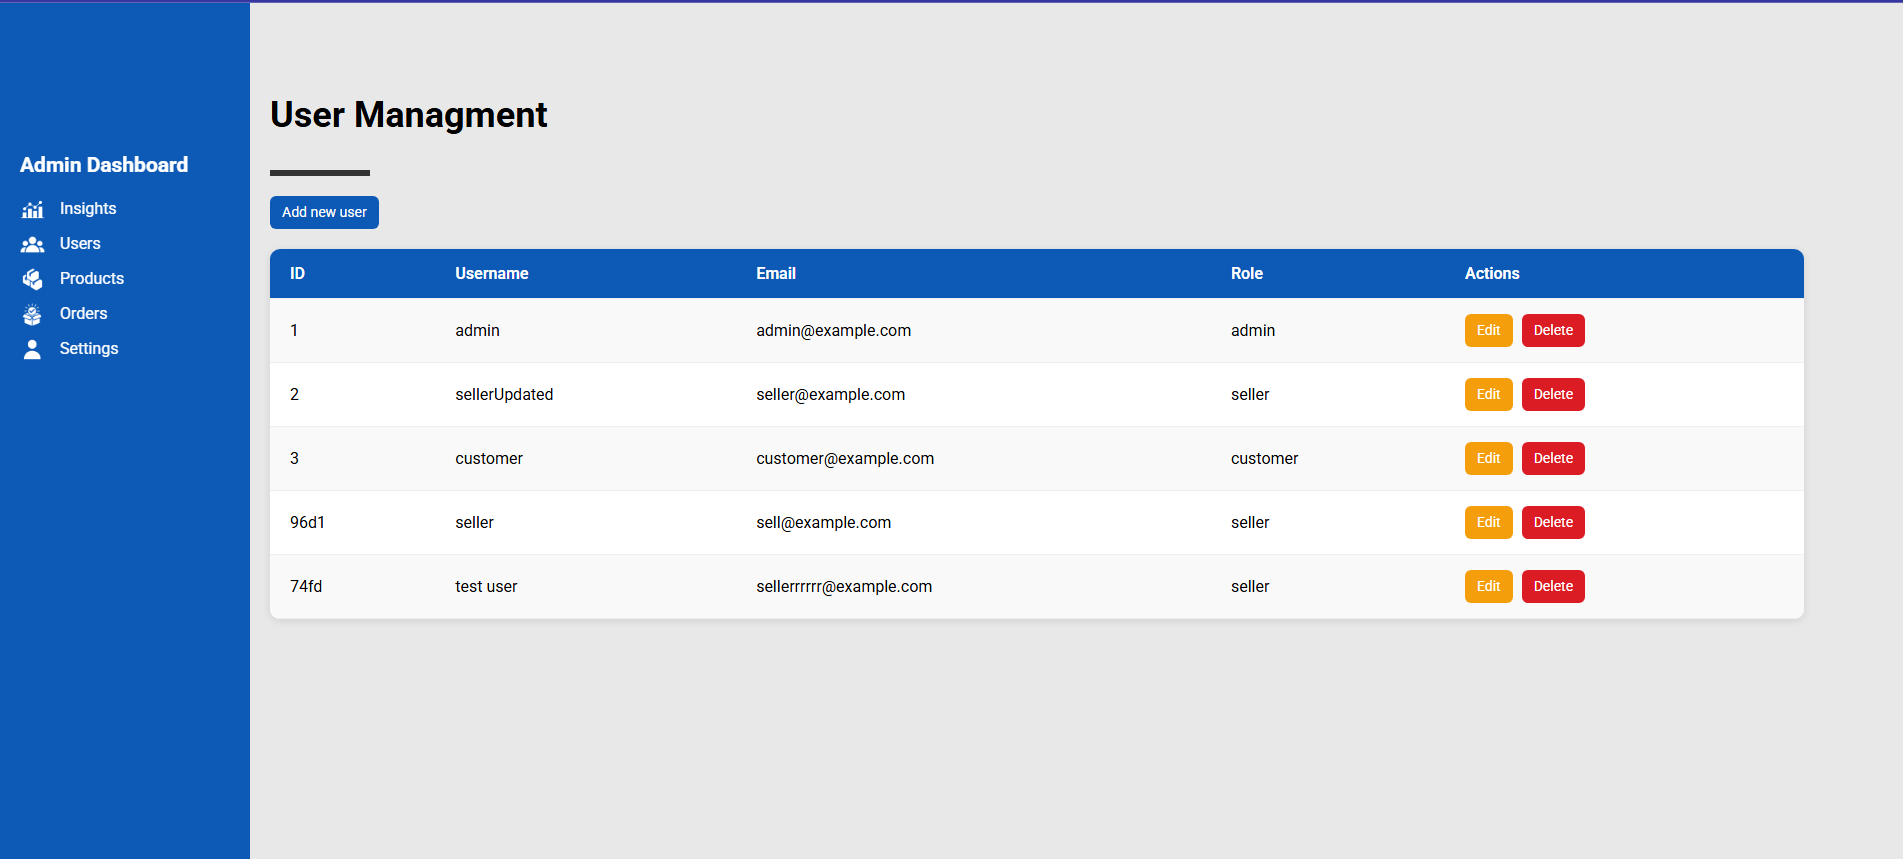 Admin Dashboard
Insights
Users
Products
Orders
Settings
User Managment
Add new user
ID Username Email Role Actions
1 admin admin@example.com admin Edit Delete
2 sellerUpdated seller@example.com seller Edit Delete
3 customer customer@example.com customer Edit Delete
96d1 seller sell@example.com seller Edit Delete
74fd test user sellerrrrrr@example.com seller Edit Delete